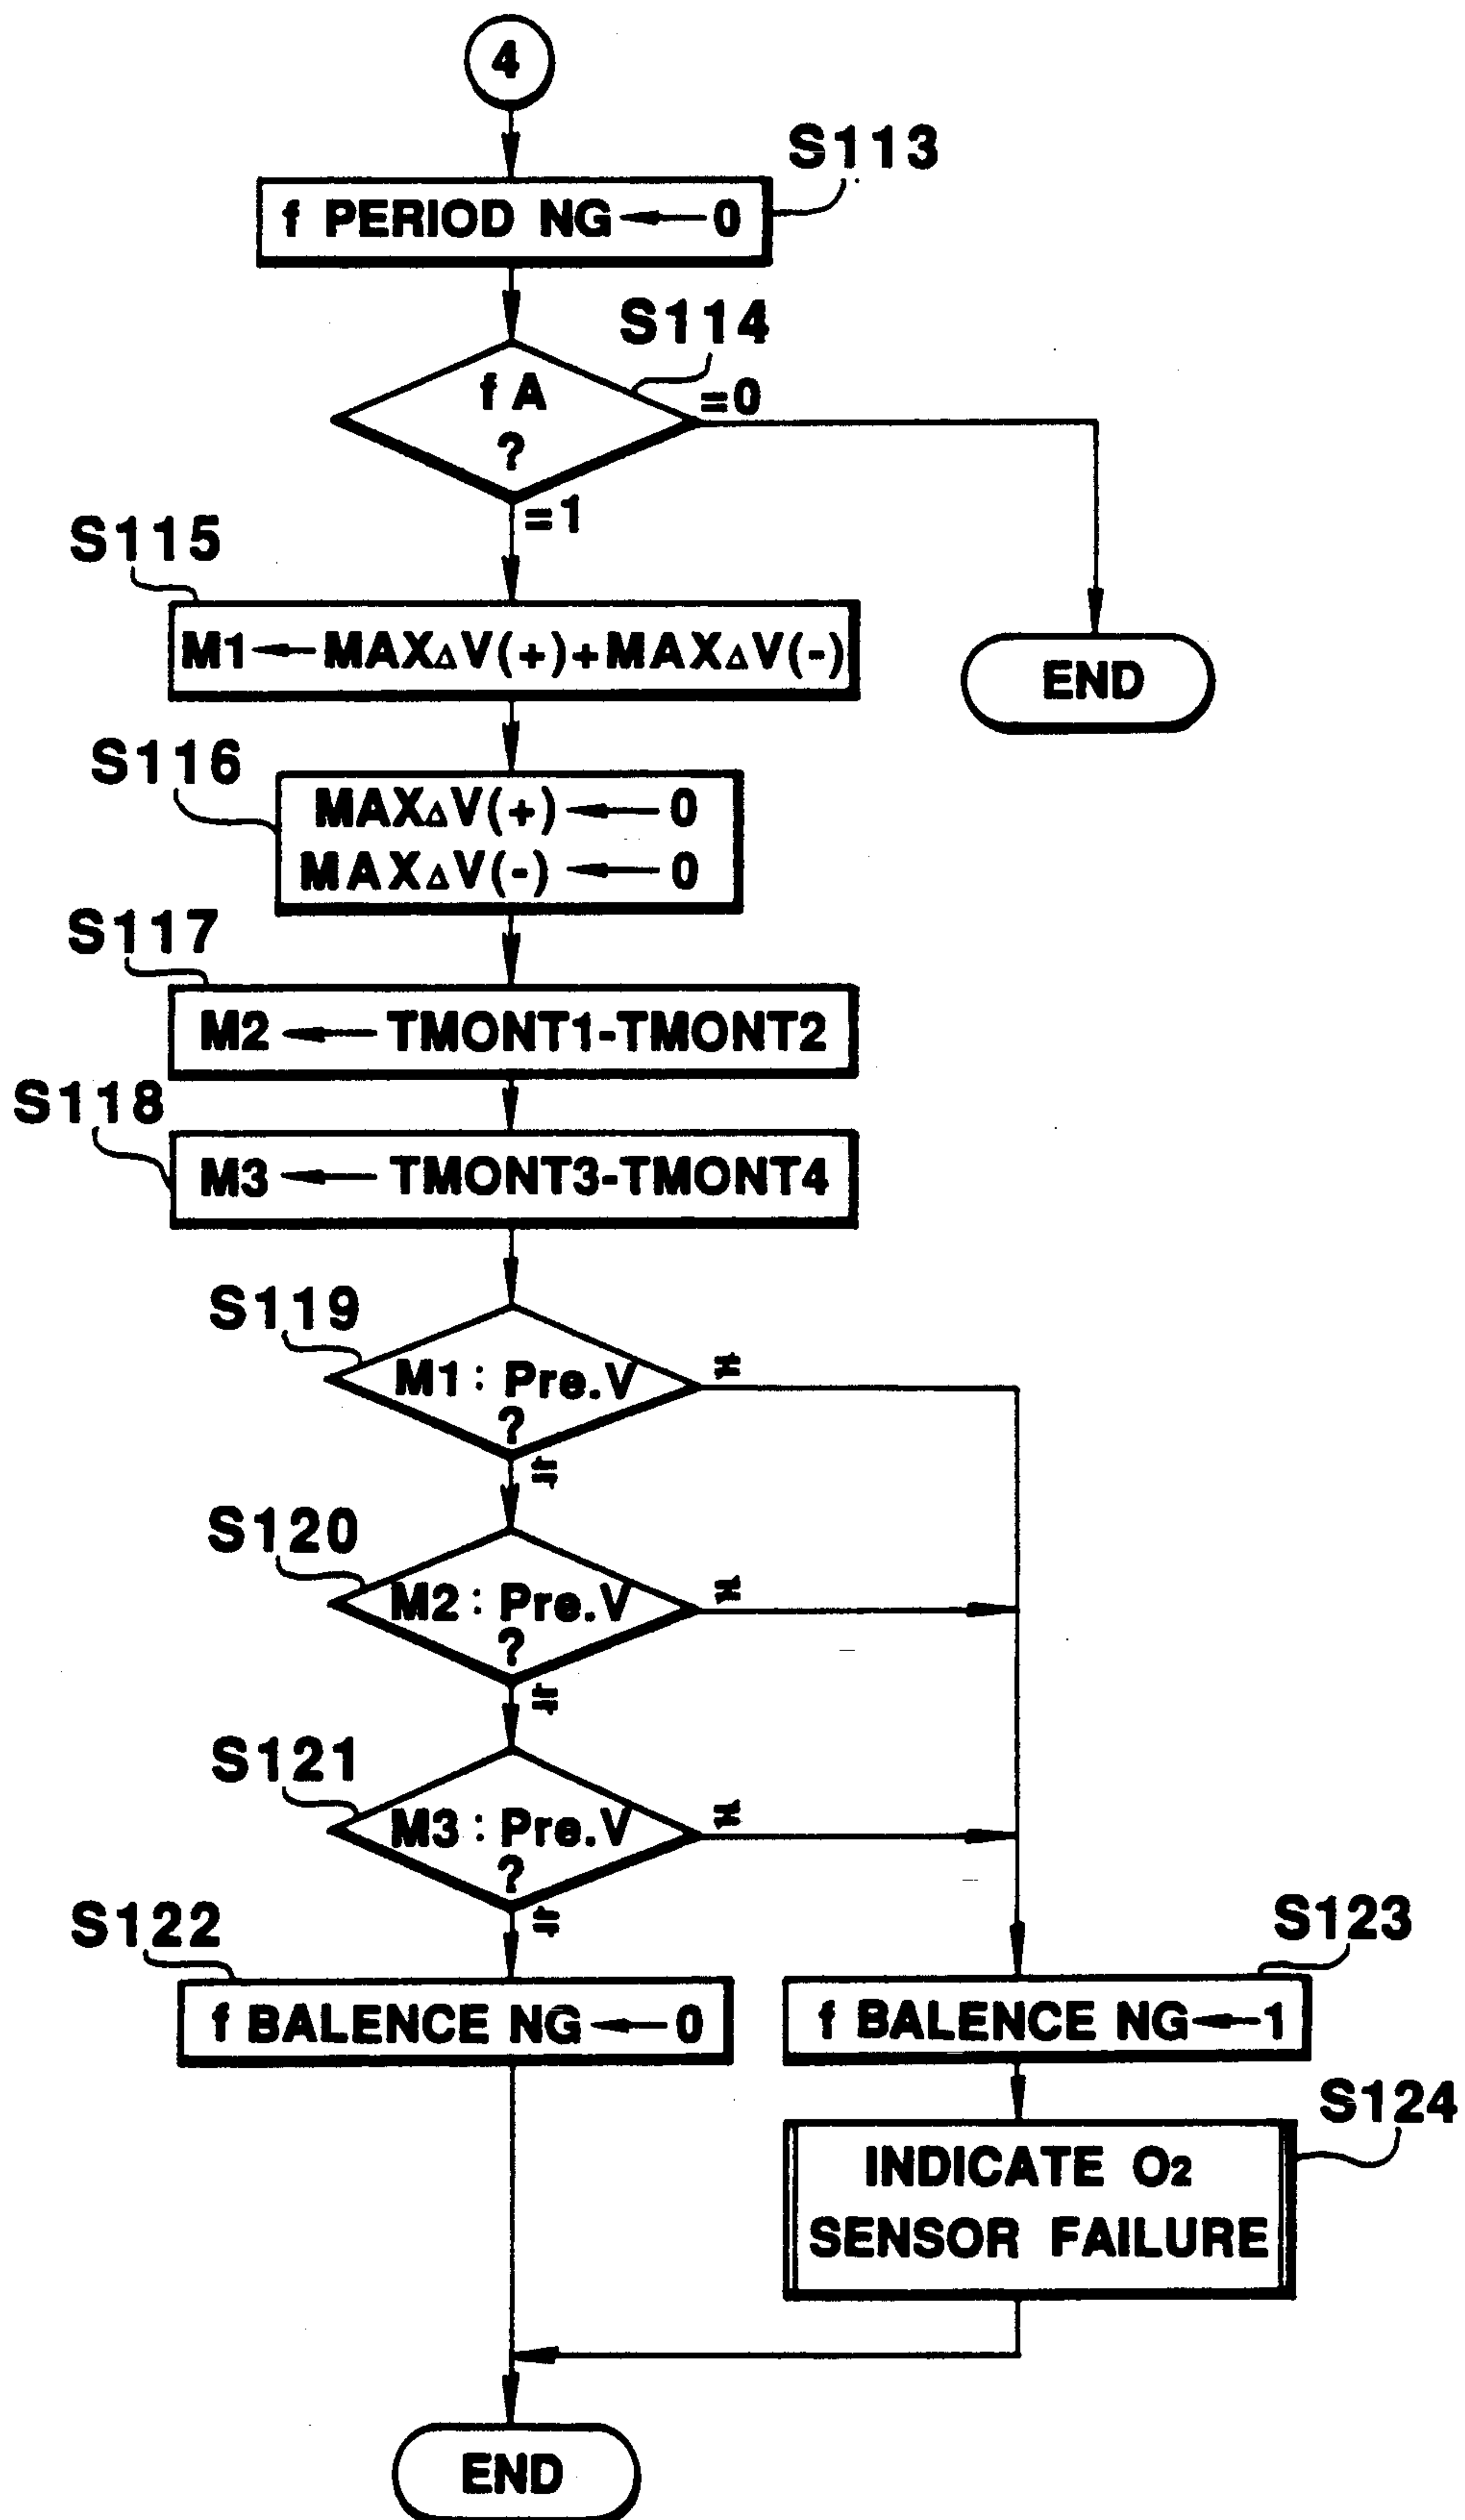 4
S113
f PERIOD NG ← 0
S114
f A
?
=0
=1
S115
M1 ← MAX△V(+)+MAX△V(-)
END
S116
MAX△V(+) ← 0
MAX△V(-) ← 0
S117
M2 ← TMONT1-TMONT2
S118
M3 ← TMONT3-TMONT4
S119
M1 : Pre.V
?
S120
M2 : Pre.V
?
S121
M3 : Pre.V
?
S122
f BALENCE NG ← 0
S123
f BALENCE NG ← 1
S124
INDICATE O2
SENSOR FAILURE
END